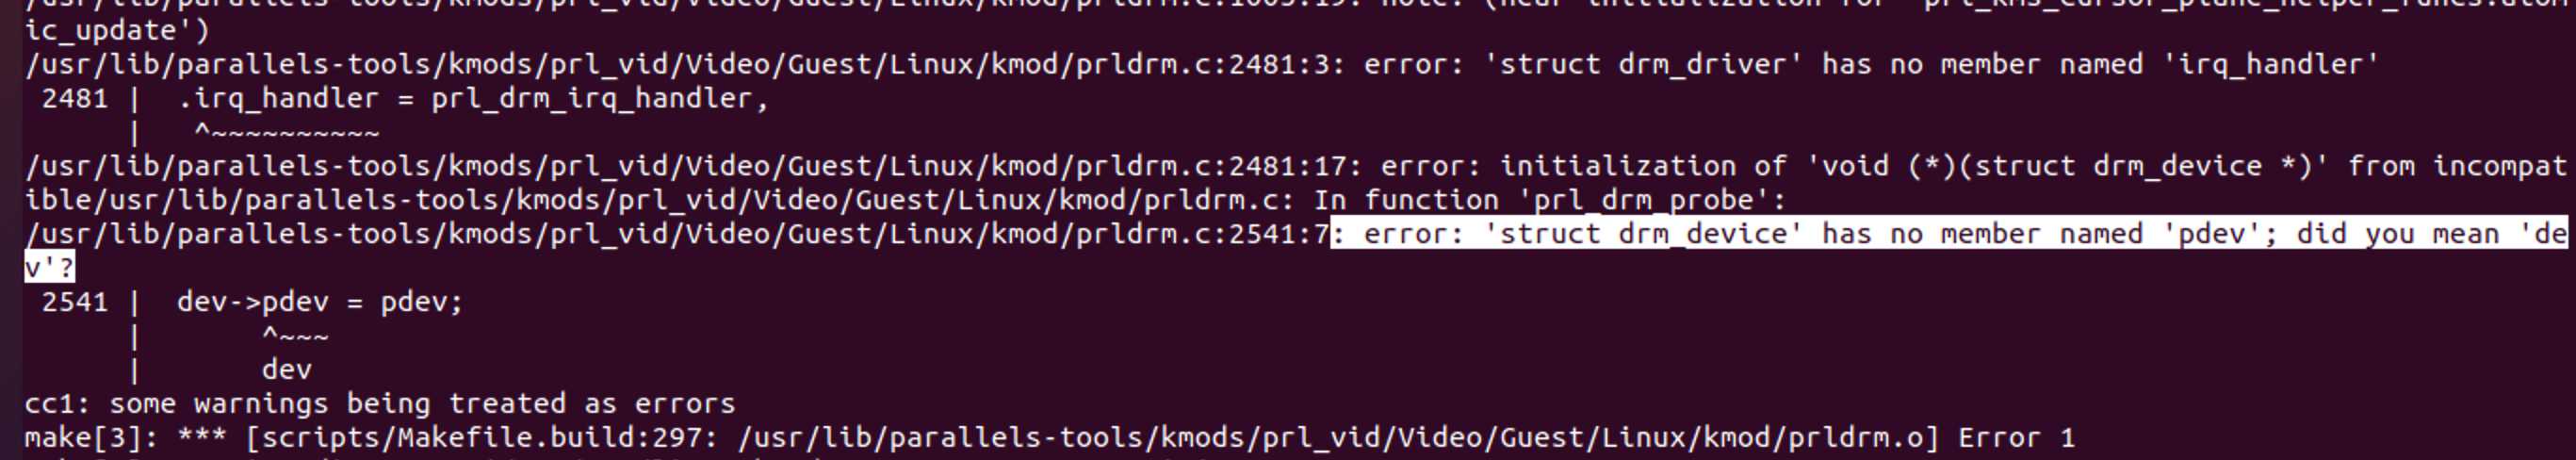 /usr/lib/parallels-tools/kmods/prl_vid/Video/Guest/Linux/kmod/prldrm.c:1663:19: note: (near initialization for 'prl_kms_cursor_plane_helper_funcs.atom
ic_update')
/usr/lib/parallels-tools/kmods/prl_vid/Video/Guest/Linux/kmod/prldrm.c:2481:3: error: 'struct drm_driver' has no member named 'irq_handler'
 2481 |  .irq_handler = prl_drm_irq_handler,
      |   ^~~~~~~~~~~
/usr/lib/parallels-tools/kmods/prl_vid/Video/Guest/Linux/kmod/prldrm.c:2481:17: error: initialization of 'void (*)(struct drm_device *)' from incompat
ible/usr/lib/parallels-tools/kmods/prl_vid/Video/Guest/Linux/kmod/prldrm.c: In function 'prl_drm_probe':
/usr/lib/parallels-tools/kmods/prl_vid/Video/Guest/Linux/kmod/prldrm.c:2541:7: error: 'struct drm_device' has no member named 'pdev'; did you mean 'de
v'?
 2541 |  dev->pdev = pdev;
      |       ^~~~
      |       dev
cc1: some warnings being treated as errors
make[3]: *** [scripts/Makefile.build:297: /usr/lib/parallels-tools/kmods/prl_vid/Video/Guest/Linux/kmod/prldrm.o] Error 1